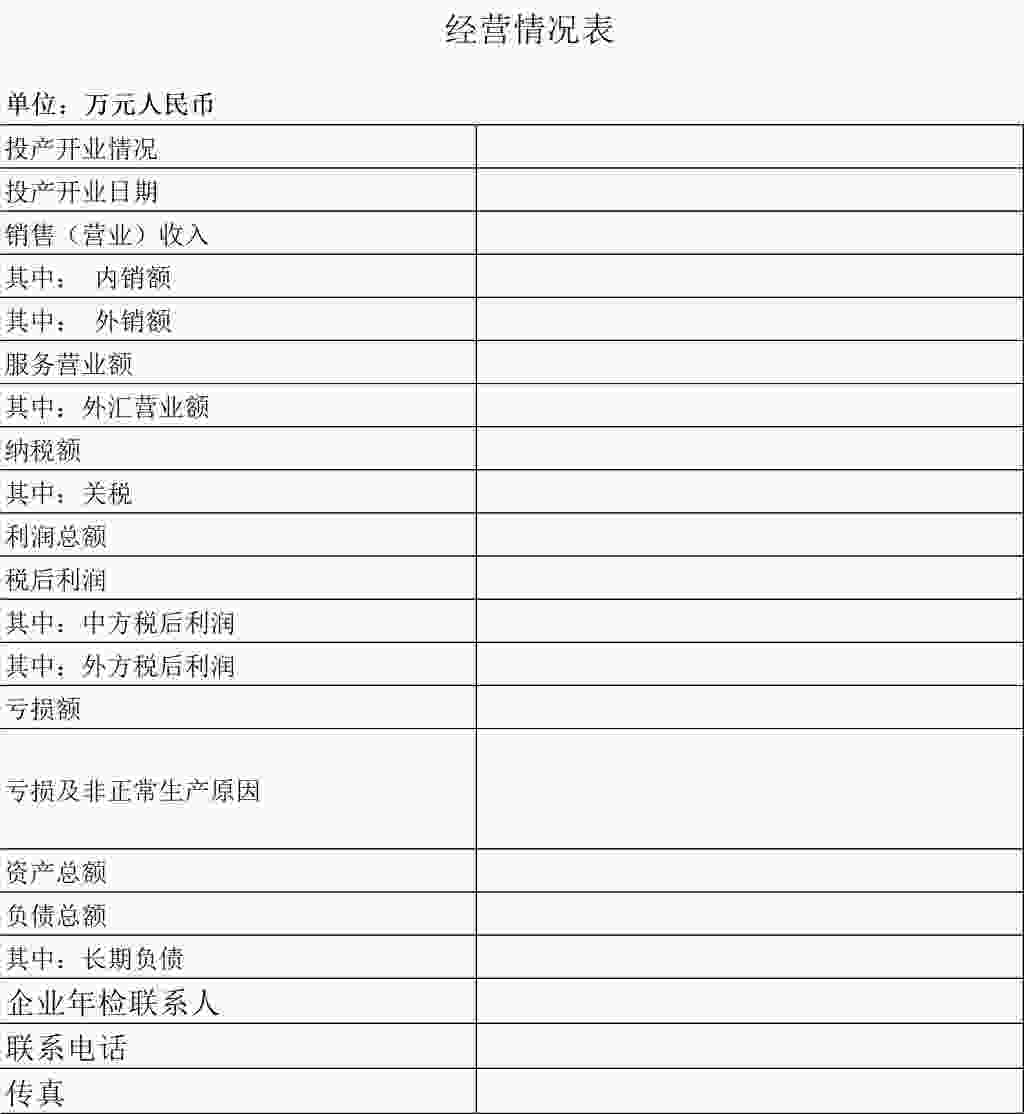 经营情况表
单位：万元人民币
投产开业情况
投产开业日期
销售（营业）收入
其中： 内销额
其中： 外销额
服务营业额
其中：外汇营业额
纳税额
其中：关税
利润总额
税后利润
其中：中方税后利润
其中：外方税后利润
亏损额
亏损及非正常生产原因
资产总额
负债总额
其中：长期负债
企业年检联系人
联系电话
传真